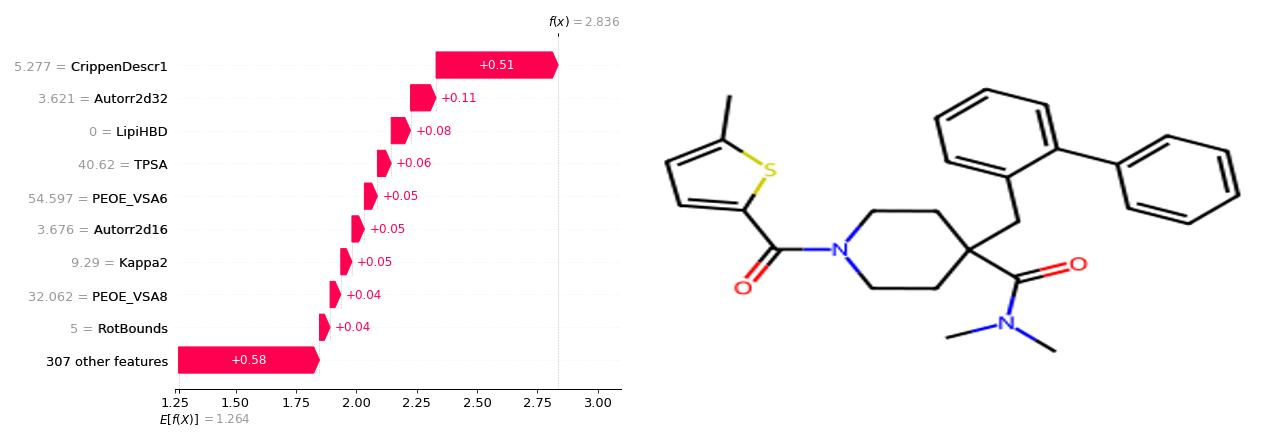 f(x) = 2.836
5.277 = CrippenDescr1
+0.51
3.621 = Autorr2d32
+0.11
0 = LipiHBD
+0.08
40.62 = TPSA
+0.06
54.597 = PEOE_VSA6
+0.05
3.676 = Autorr2d16
+0.05
9.29 = Kappa2
+0.05
32.062 = PEOE_VSA8
+0.04
5 = RotBounds
+0.04
307 other features
+0.58
1.25 1.50 1.75 2.00 2.25 2.50 2.75 3.00
E[f(X)] = 1.264
S
N
O
O
N